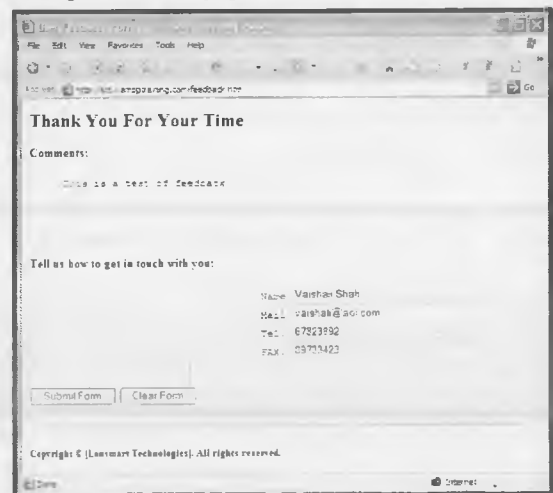 File Edit View Favorites Tools Help
Go
Thank You For Your Time
Comments:
This is a test of feedback
Tell us how to get in touch with you:
Name Vaishali Shah
Mail vaishali@aol.com
Tel. 67823892
FAX. 09733423
Submit Form Clear Form
Copyright © [Lansmart Technologies]. All rights reserved.
Done Internet